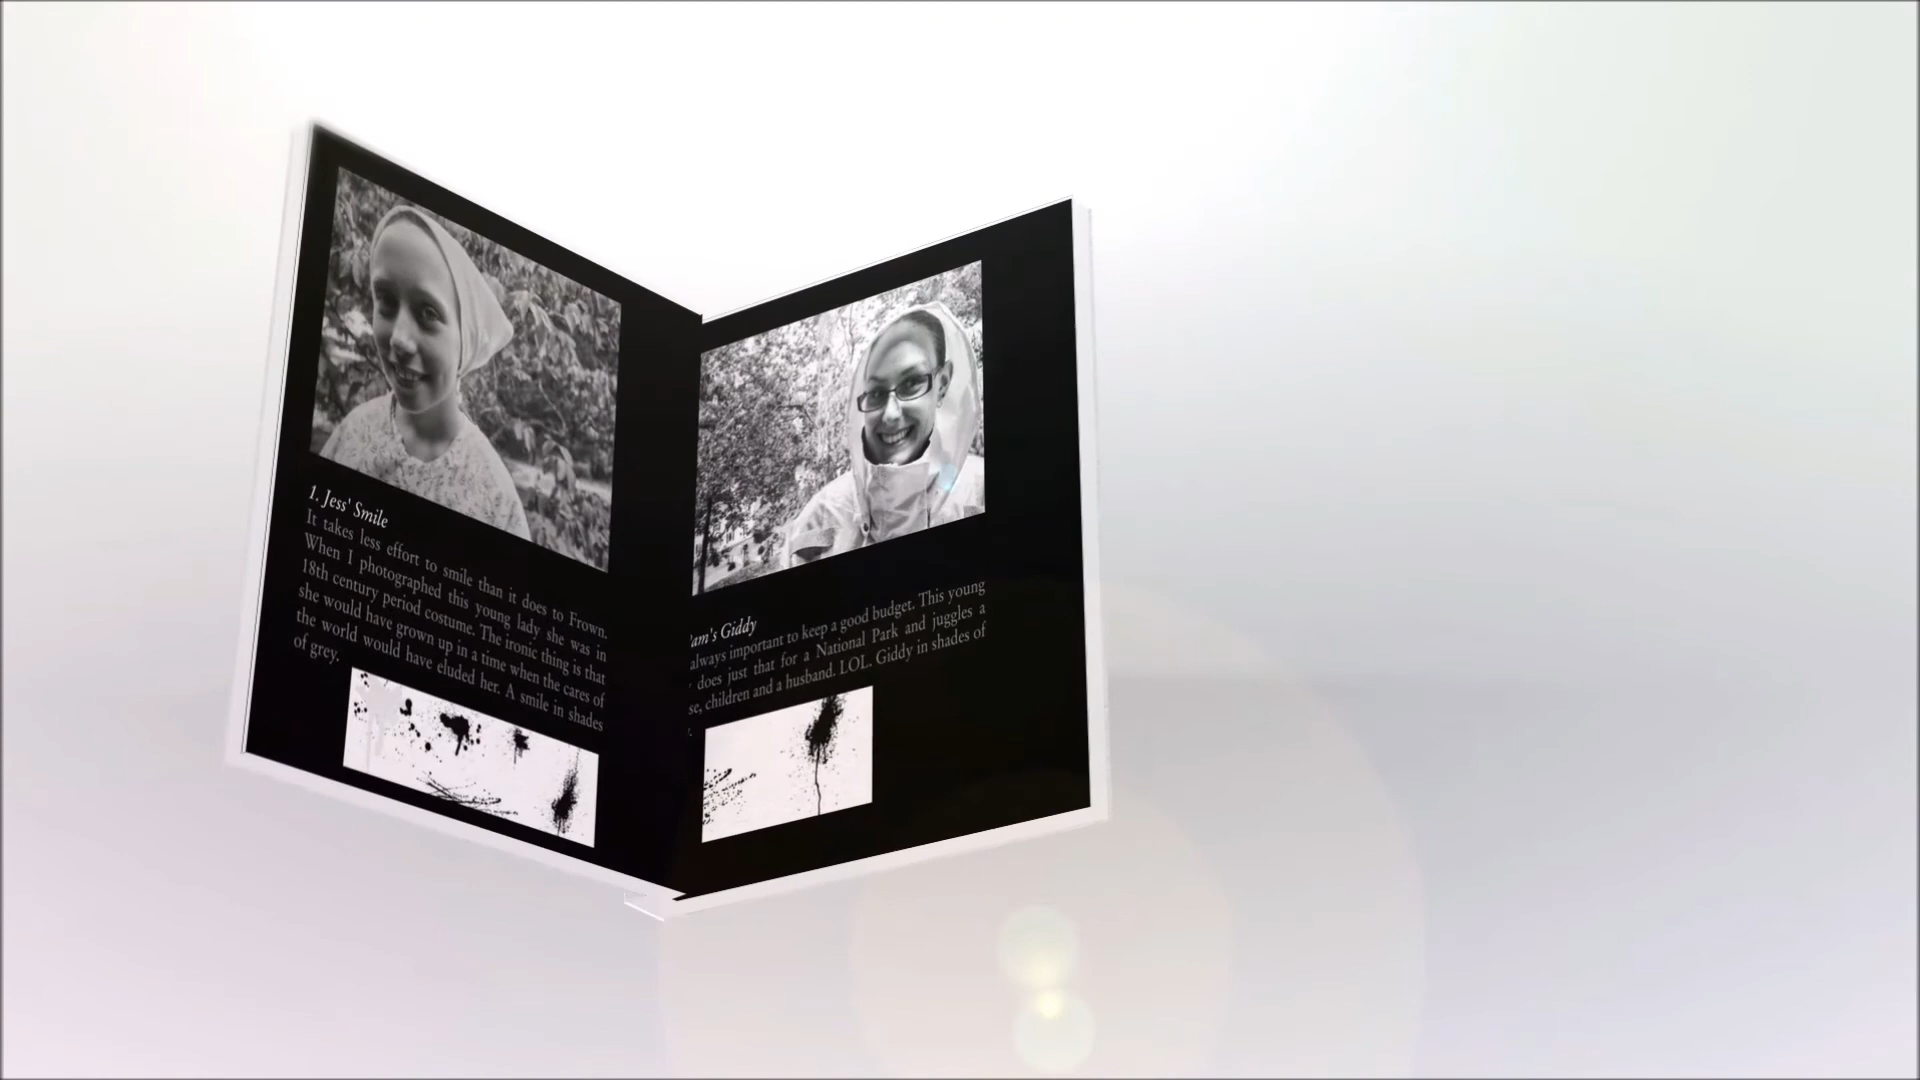 1. Jess' Smile
It takes less effort to smile than it does to Frown.
When I photographed this young lady she was in
18th century period costume. The ironic thing is that
she would have grown up in a time when the cares of
the world would have eluded her. A smile in shades
of grey.
am's Giddy
always important to keep a good budget. This young
does just that for a National Park and juggles a
se, children and a husband. LOL. Giddy in shades of